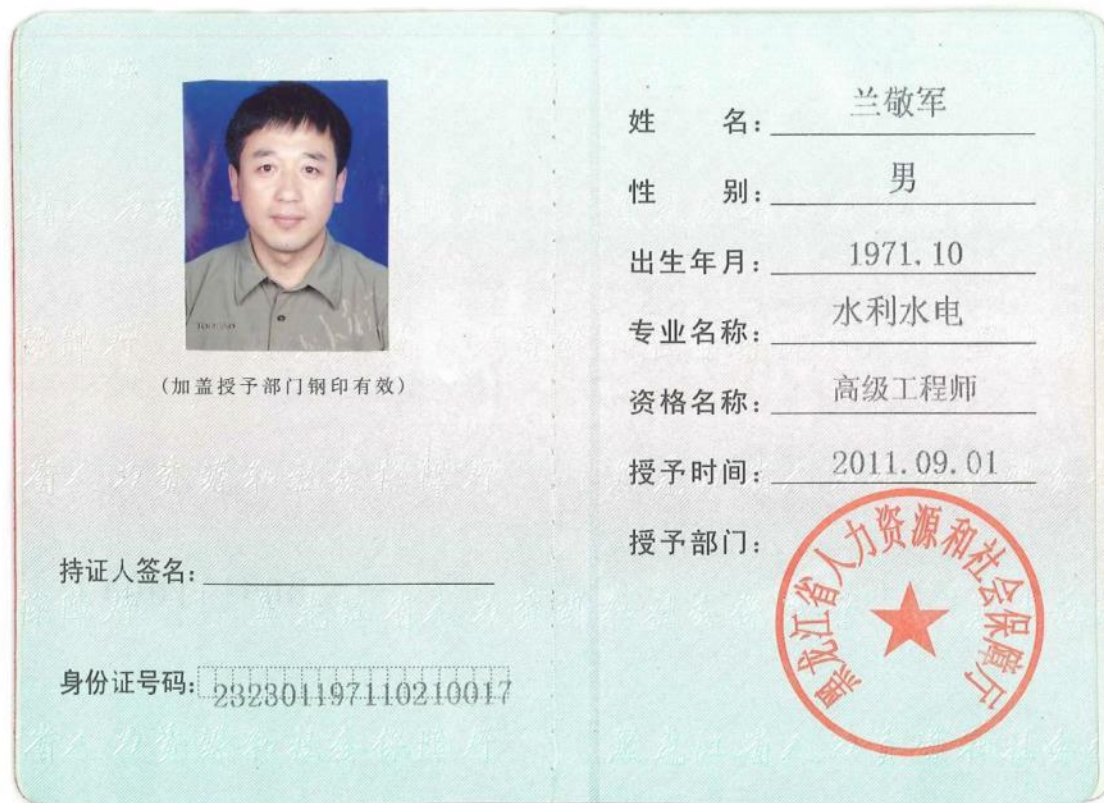 (加盖授予部门钢印有效)
持证人签名:
身份证号码: 232301197110210017
姓 名: 兰敬军
性 别: 男
出生年月: 1971.10
专业名称: 水利水电
资格名称: 高级工程师
授予时间: 2011.09.01
授予部门:
黑龙江省人力资源和社会保障厅